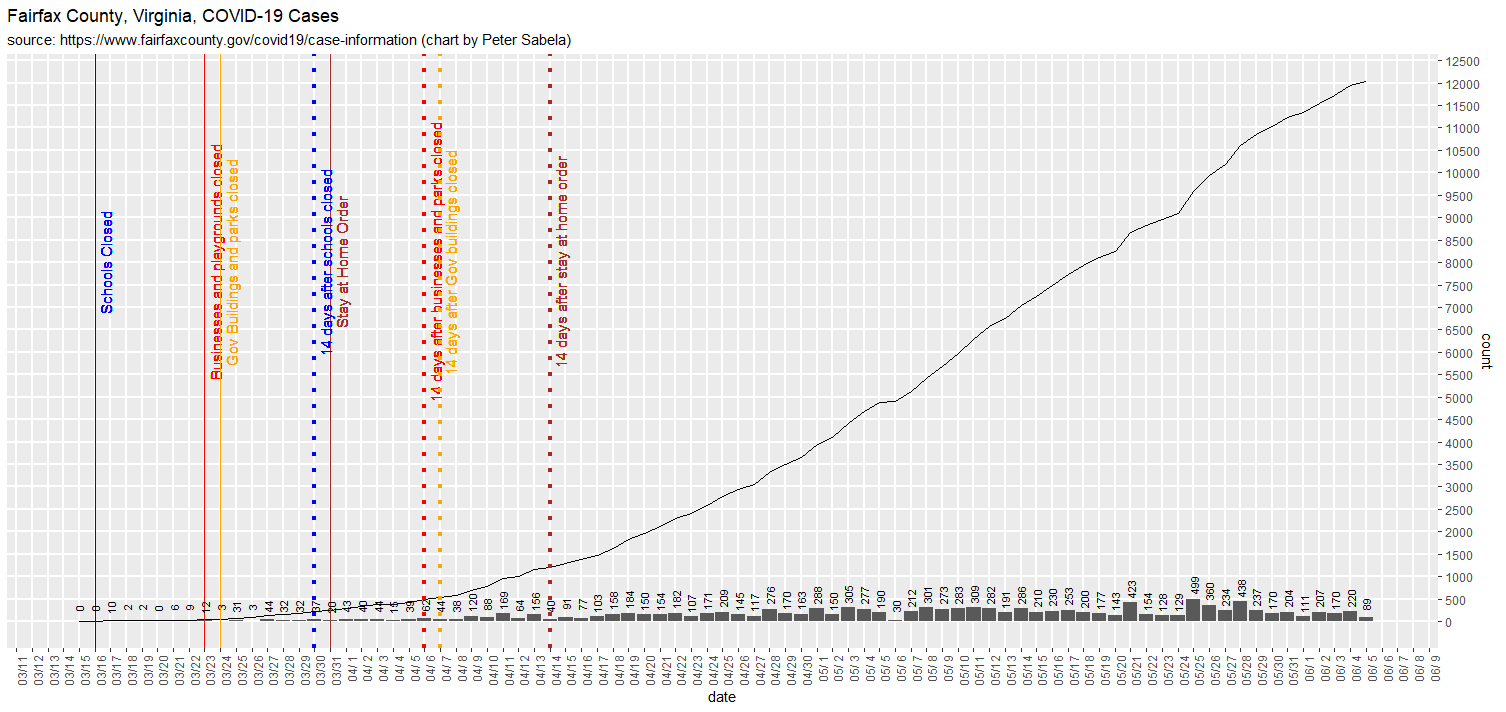 Fairfax County, Virginia, COVID-19 Cases
source: https://www.fairfaxcounty.gov/covid19/case-information (chart by Peter Sabela)
Schools Closed
Businesses and playgrounds closed
Gov Buildings and parks closed
14 days after schools closed
Stay at Home Order
14 days after businesses and parks closed
14 days after Gov buildings closed
14 days after stay at home order
12500
12000
11500
11000
10500
10000
9500
9000
8500
8000
7500
7000
6500
6000
5500
5000
4500
4000
3500
3000
2500
2000
1500
1000
500
0
count
0 0 10 2 2 0 6 9 12 3 31 3 44 32 32 37 20 43 40 44 15 39 62 44 38 120 88 169 64 156 40 91 77 103 158 184 150 154 182 107 171 209 145 117 276 170 163 288 150 305 277 190 30 212 301 273 283 309 282 191 286 210 230 253 200 177 143 423 154 128 129 499 360 234 438 237 170 204 111 207 170 220 89
03/11 03/12 03/13 03/14 03/15 03/16 03/17 03/18 03/19 03/20 03/21 03/22 03/23 03/24 03/25 03/26 03/27 03/28 03/29 03/30 03/31 04/ 1 04/ 2 04/ 3 04/ 4 04/ 5 04/ 6 04/ 7 04/ 8 04/ 9 04/10 04/11 04/12 04/13 04/14 04/15 04/16 04/17 04/18 04/19 04/20 04/21 04/22 04/23 04/24 04/25 04/26 04/27 04/28 04/29 04/30 05/ 1 05/ 2 05/ 3 05/ 4 05/ 5 05/ 6 05/ 7 05/ 8 05/ 9 05/10 05/11 05/12 05/13 05/14 05/15 05/16 05/17 05/18 05/19 05/20 05/21 05/22 05/23 05/24 05/25 05/26 05/27 05/28 05/29 05/30 05/31 06/ 1 06/ 2 06/ 3 06/ 4 06/ 5 06/ 6 06/ 7 06/ 8 06/ 9
date